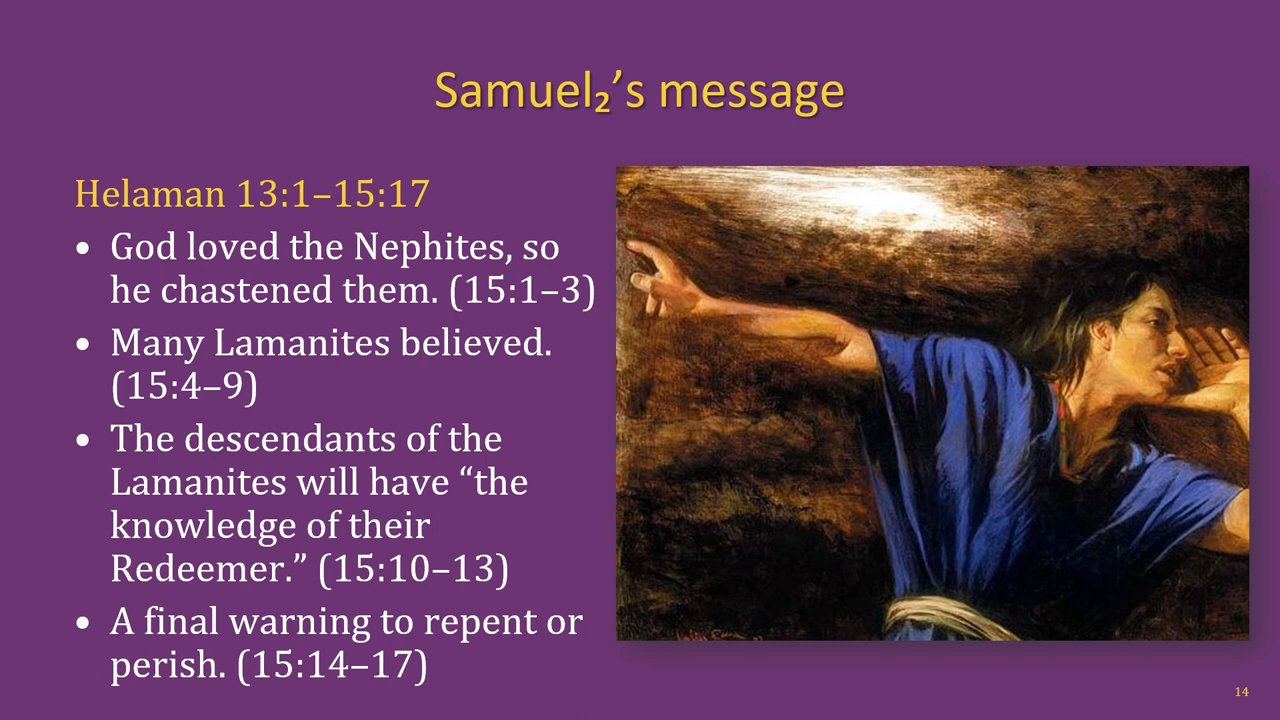 Samuel₂’s message
Helaman 13:1–15:17
• God loved the Nephites, so
he chastened them. (15:1–3)
• Many Lamanites believed.
(15:4–9)
• The descendants of the
Lamanites will have “the
knowledge of their
Redeemer.” (15:10–13)
• A final warning to repent or
perish. (15:14–17)
14